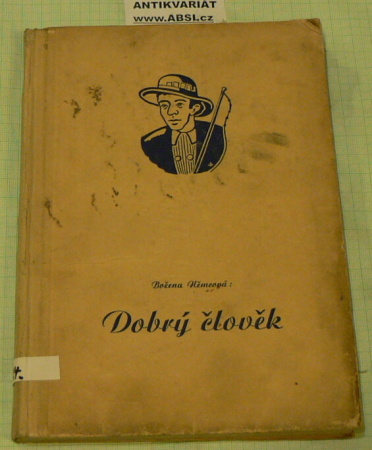 ANTIKVARIÁT
www.ABSI.cz
Božena Němcová:
Dobrý člověk